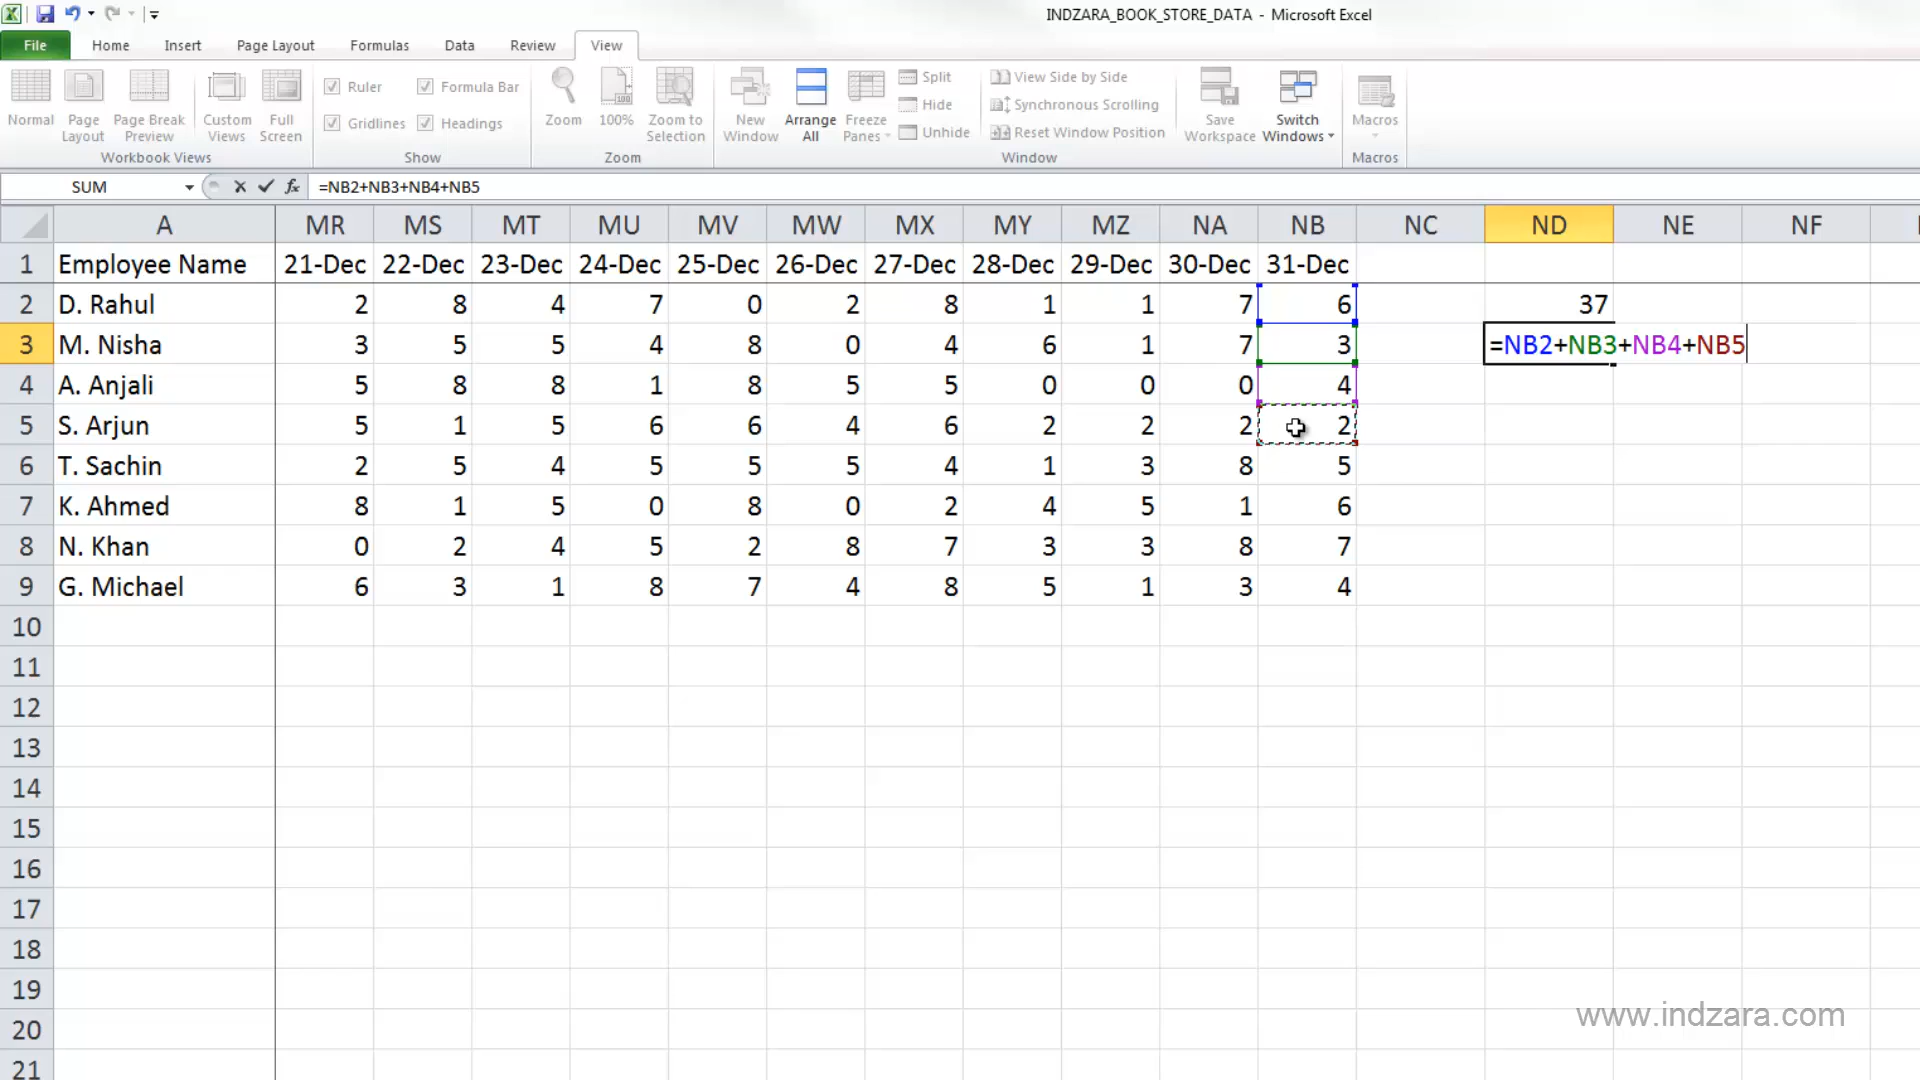 INDZARA_BOOK_STORE_DATA - Microsoft Excel
File Home Insert Page Layout Formulas Data Review View
Normal Page Layout Page Break Preview Custom Views Full Screen
Workbook Views
Ruler Formula Bar
Gridlines Headings
Show
Zoom 100% Zoom to Selection
Zoom
New Window Arrange All Freeze Panes
Split
Hide
Unhide
View Side by Side
Synchronous Scrolling
Reset Window Position
Save Workspace Switch Windows
Window
Macros
Macros
SUM fx =NB2+NB3+NB4+NB5
A MR MS MT MU MV MW MX MY MZ NA NB NC ND NE NF
1 Employee Name 21-Dec 22-Dec 23-Dec 24-Dec 25-Dec 26-Dec 27-Dec 28-Dec 29-Dec 30-Dec 31-Dec
2 D. Rahul 2 8 4 7 0 2 8 1 1 7 6 37
3 M. Nisha 3 5 5 4 8 0 4 6 1 7 3 =NB2+NB3+NB4+NB5
4 A. Anjali 5 8 8 1 8 5 5 0 0 0 4
5 S. Arjun 5 1 5 6 6 4 6 2 2 2 2
6 T. Sachin 2 5 4 5 5 5 4 1 3 8 5
7 K. Ahmed 8 1 5 0 8 0 2 4 5 1 6
8 N. Khan 0 2 4 5 2 8 7 3 3 8 7
9 G. Michael 6 3 1 8 7 4 8 5 1 3 4
10
11
12
13
14
15
16
17
18
19
www.indzara.com
20
21